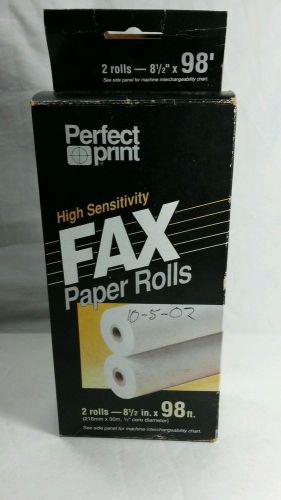 2 rolls — 8½" x 98'
See side panel for machine interchangeability chart.
Perfect
print
High Sensitivity
FAX
Paper Rolls
10-5-02
2 rolls — 8½ in. x 98 ft.
(216mm x 30m, ½" core diameter)
See side panel for machine interchangeability chart.